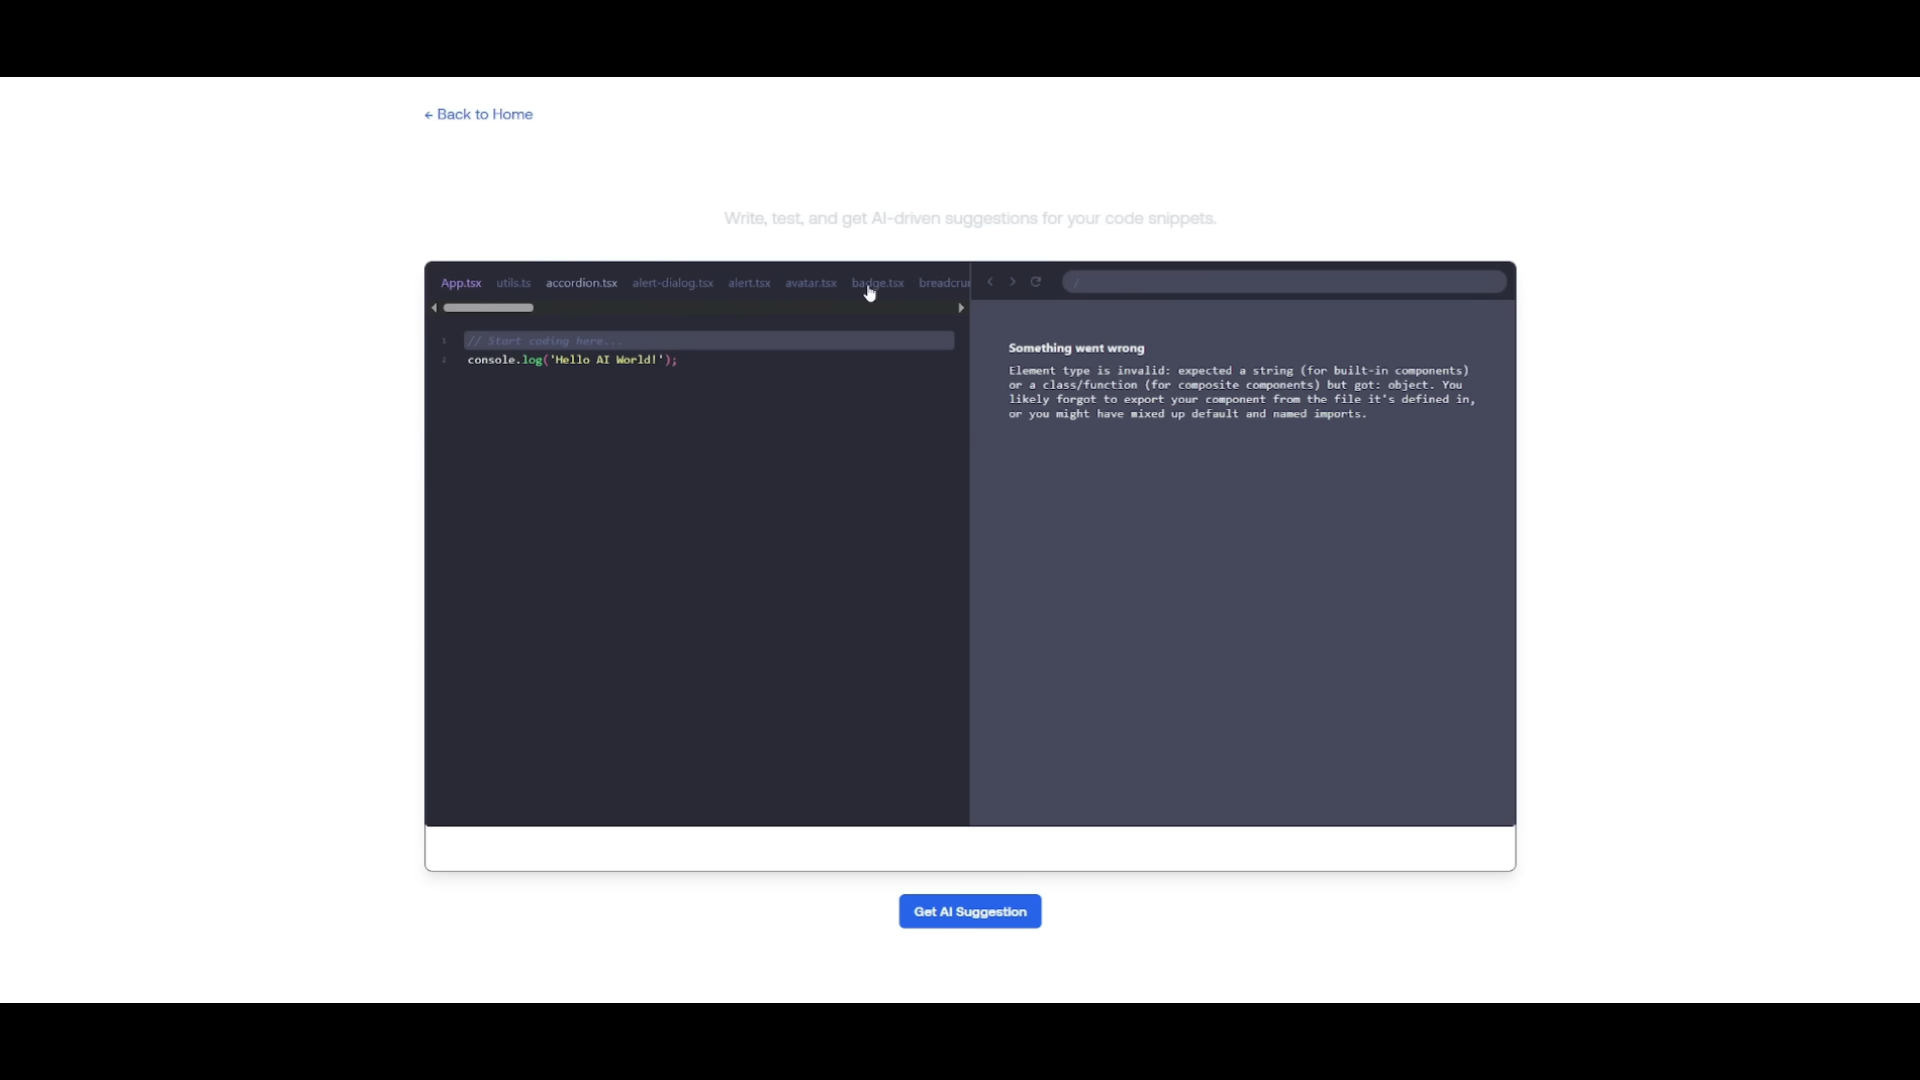 ← Back to Home
Write, test, and get AI-driven suggestions for your code snippets.
App.tsx utils.ts accordion.tsx alert-dialog.tsx alert.tsx avatar.tsx badge.tsx breadcru
/
1 // Start coding here...
2 console.log('Hello AI World!');
Something went wrong
Element type is invalid: expected a string (for built-in components)
or a class/function (for composite components) but got: object. You
likely forgot to export your component from the file it's defined in,
or you might have mixed up default and named imports.
Get AI Suggestion